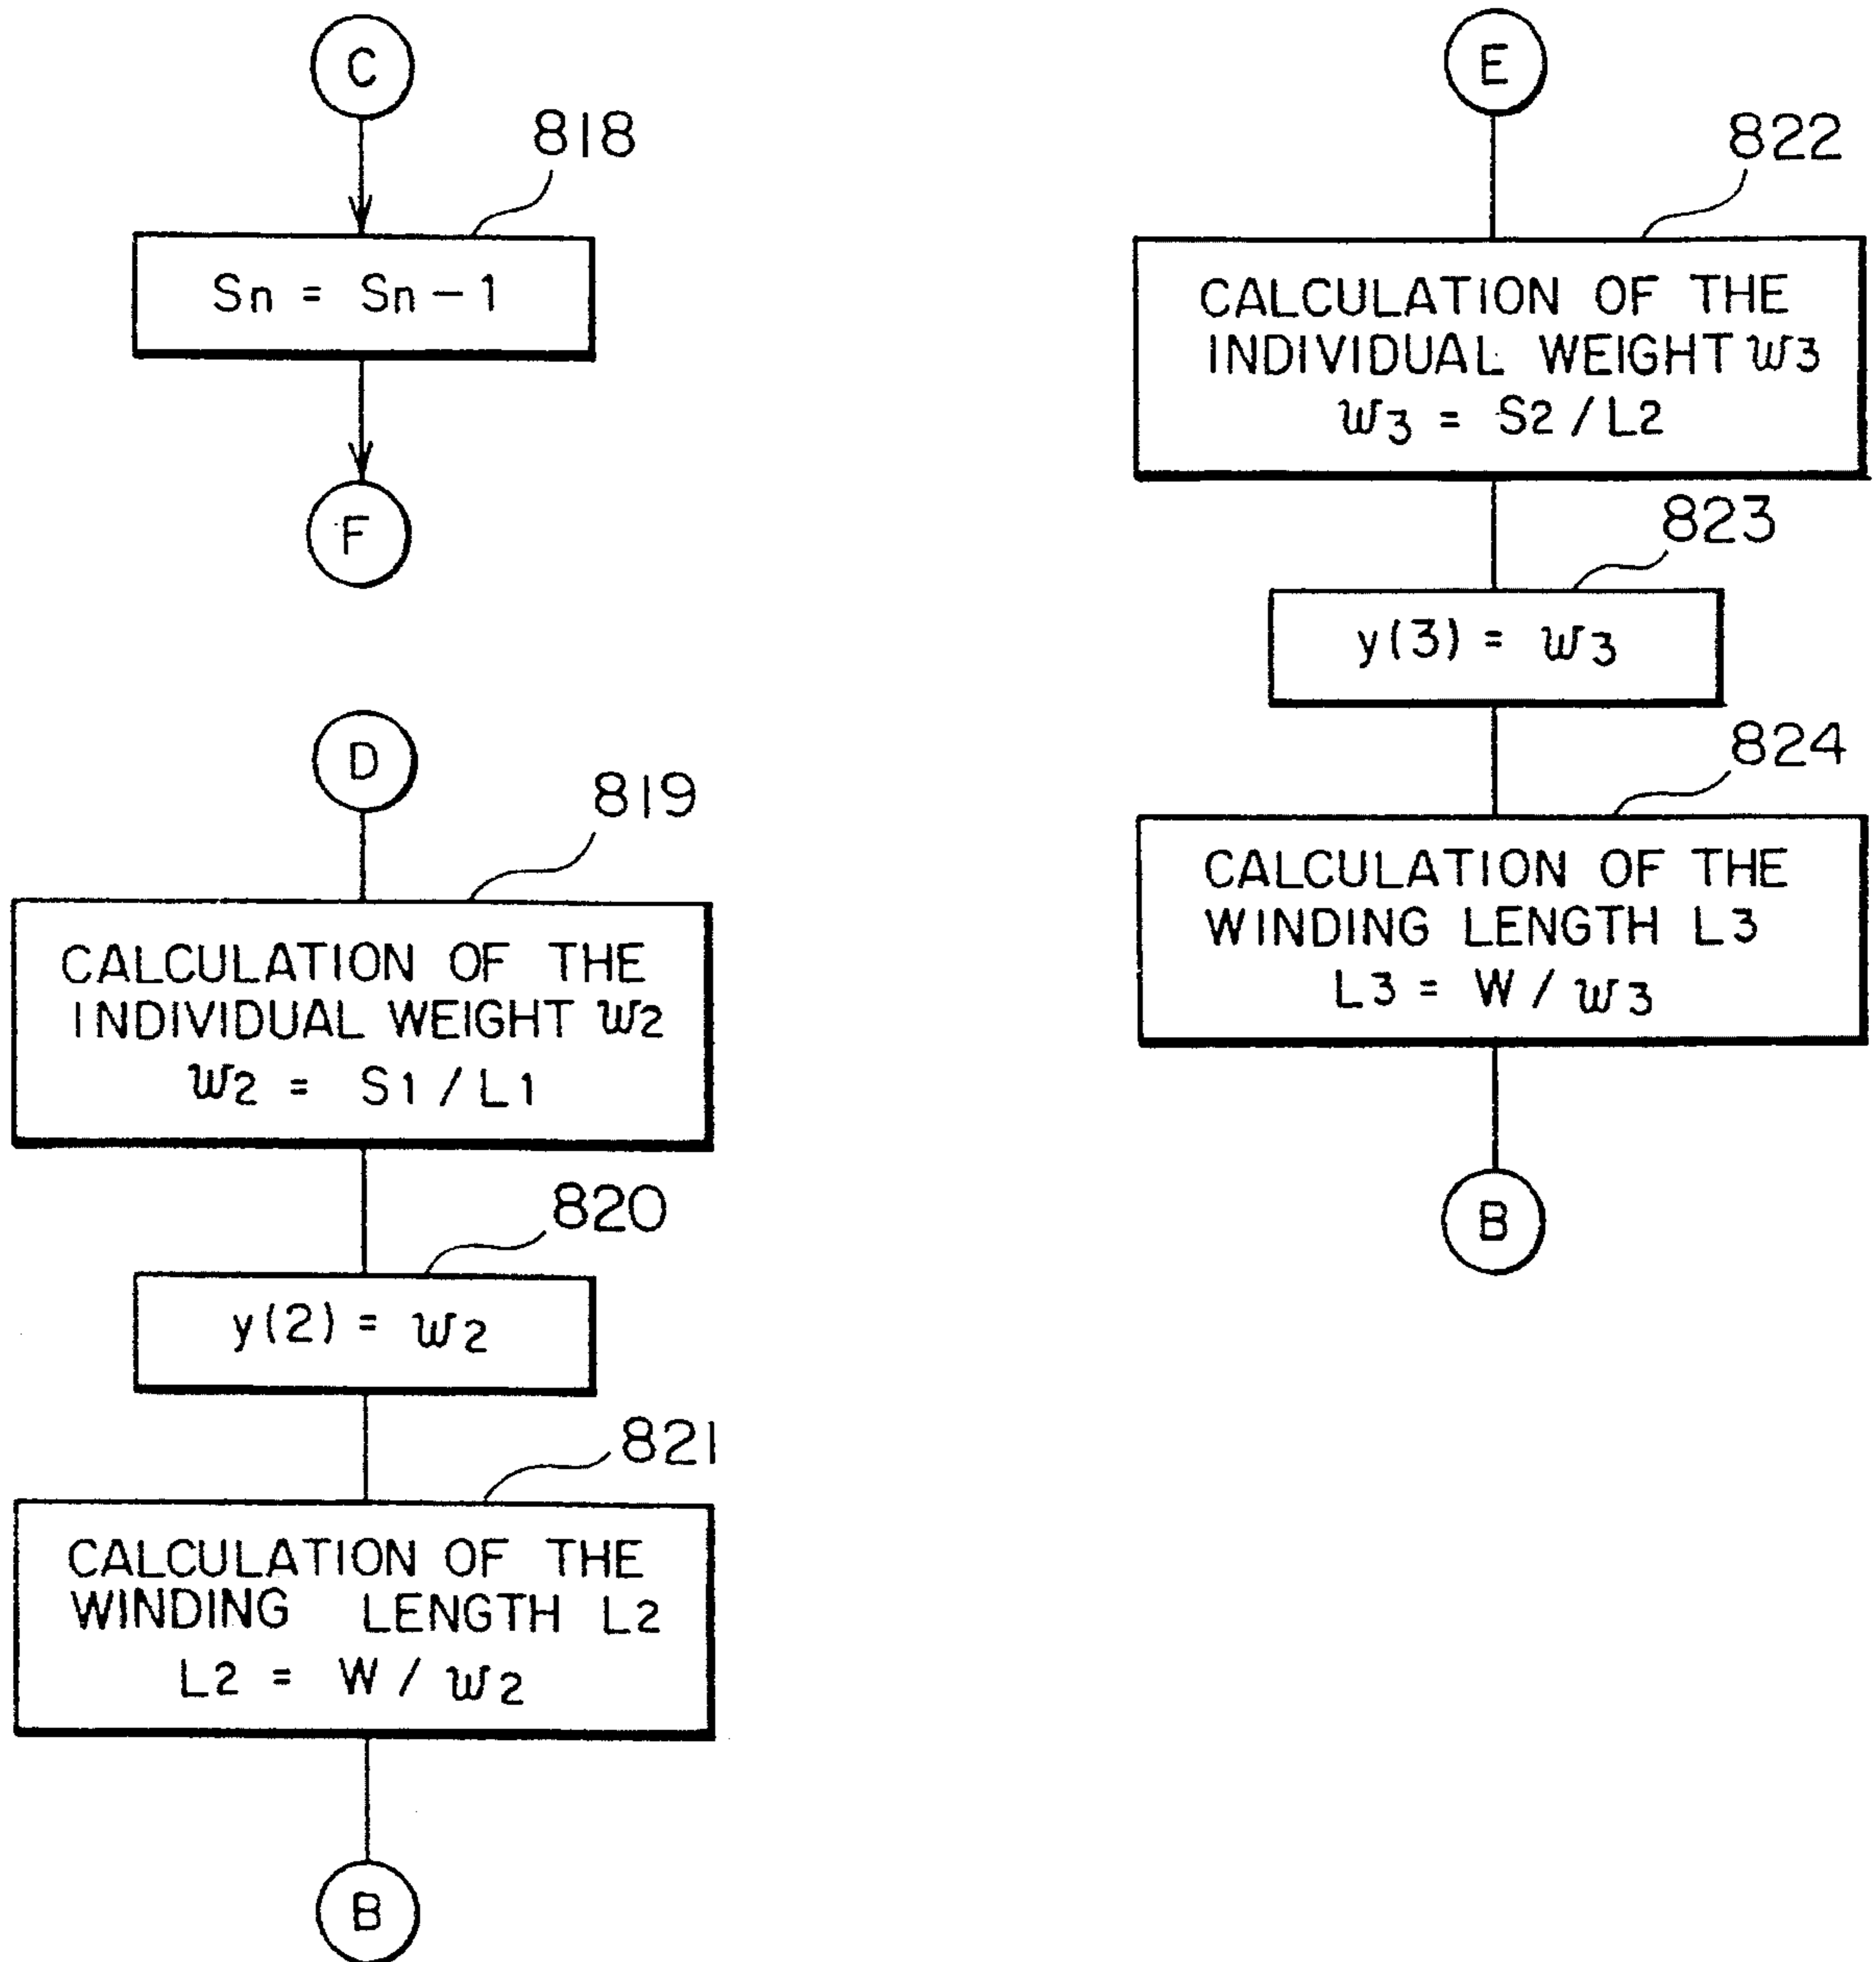 C
818
Sn = Sn-1
F
D
819
CALCULATION OF THE
INDIVIDUAL WEIGHT w2
w2 = S1 / L1
820
y(2) = w2
821
CALCULATION OF THE
WINDING LENGTH L2
L2 = W / w2
B
E
822
CALCULATION OF THE
INDIVIDUAL WEIGHT w3
w3 = S2 / L2
823
y(3) = w3
824
CALCULATION OF THE
WINDING LENGTH L3
L3 = W / w3
B